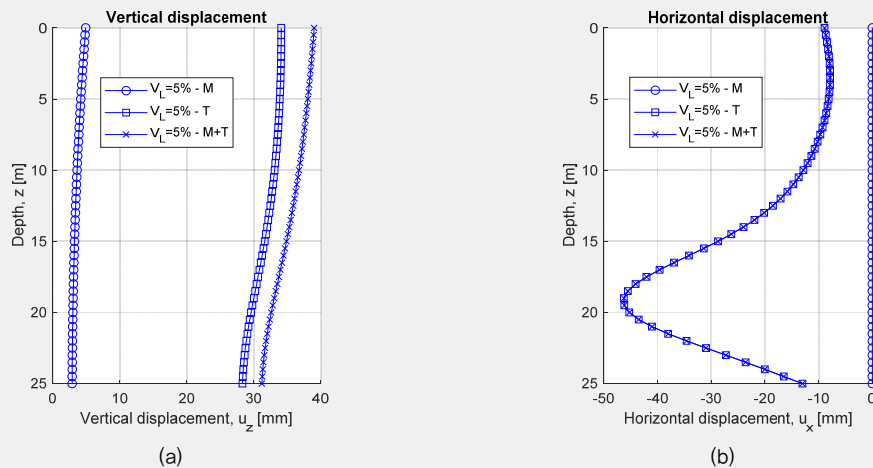 Vertical displacement
0
5
10
15
20
25
Depth, z [m]
V_L=5% - M
V_L=5% - T
V_L=5% - M+T
0 10 20 30 40
Vertical displacement, u_z [mm]
(a)
Horizontal displacement
0
5
10
15
20
25
Depth, z [m]
V_L=5% - M
V_L=5% - T
V_L=5% - M+T
-50 -40 -30 -20 -10 0
Horizontal displacement, u_x [mm]
(b)